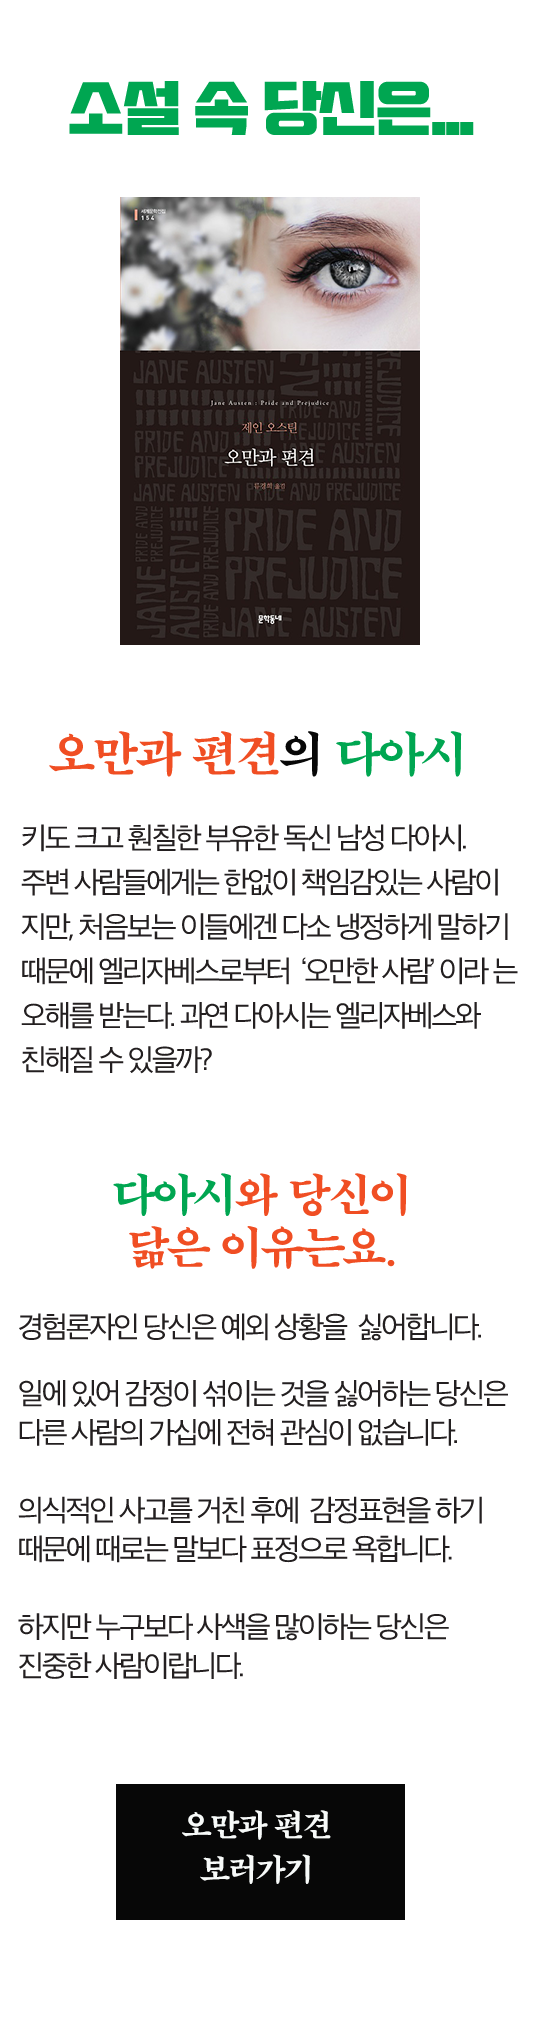 소설 속 당신은...
세계문학전집
154
JANE AUSTEN
Jane Austen : Pride and Prejudice
제인 오스틴
오만과 편견
류경희 옮김
PRIDE AND
PREJUDICE
JANE AUSTEN
문학동네
오만과 편견의 다아시
키도 크고 훤칠한 부유한 독신 남성 다아시.
주변 사람들에게는 한없이 책임감있는 사람이
지만, 처음보는 이들에겐 다소 냉정하게 말하기
때문에 엘리자베스로부터 ‘오만한 사람’ 이라 는
오해를 받는다. 과연 다아시는 엘리자베스와
친해질 수 있을까?
다아시와 당신이
닮은 이유는요.
경험론자인 당신은 예외 상황을 싫어합니다.
일에 있어 감정이 섞이는 것을 싫어하는 당신은
다른 사람의 가십에 전혀 관심이 없습니다.
의식적인 사고를 거친 후에 감정표현을 하기
때문에 때로는 말보다 표정으로 욕합니다.
하지만 누구보다 사색을 많이하는 당신은
진중한 사람이랍니다.
오만과 편견
보러가기